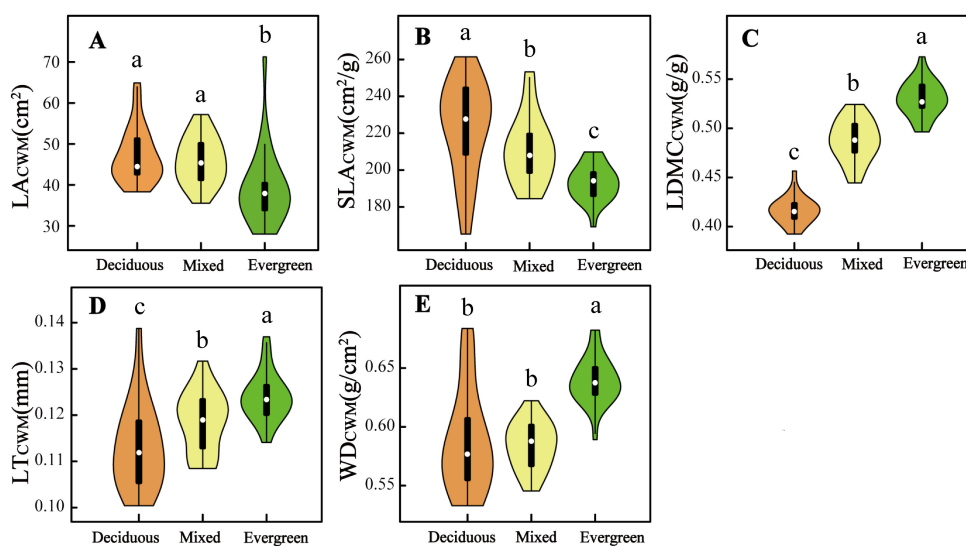 A
B
C
a
a
b
a
b
c
a
b
c
LACWM(cm²)
70
60
50
40
30
SLACWM(cm²/g)
260
240
220
200
180
LDMCCWM(g/g)
0.55
0.50
0.45
0.40
Deciduous Mixed Evergreen
Deciduous Mixed Evergreen
Deciduous Mixed Evergreen
D
E
c
b
a
b
b
a
LTCWM(mm)
0.14
0.13
0.12
0.11
0.10
WDCWM(g/cm²)
0.65
0.60
0.55
Deciduous Mixed Evergreen
Deciduous Mixed Evergreen